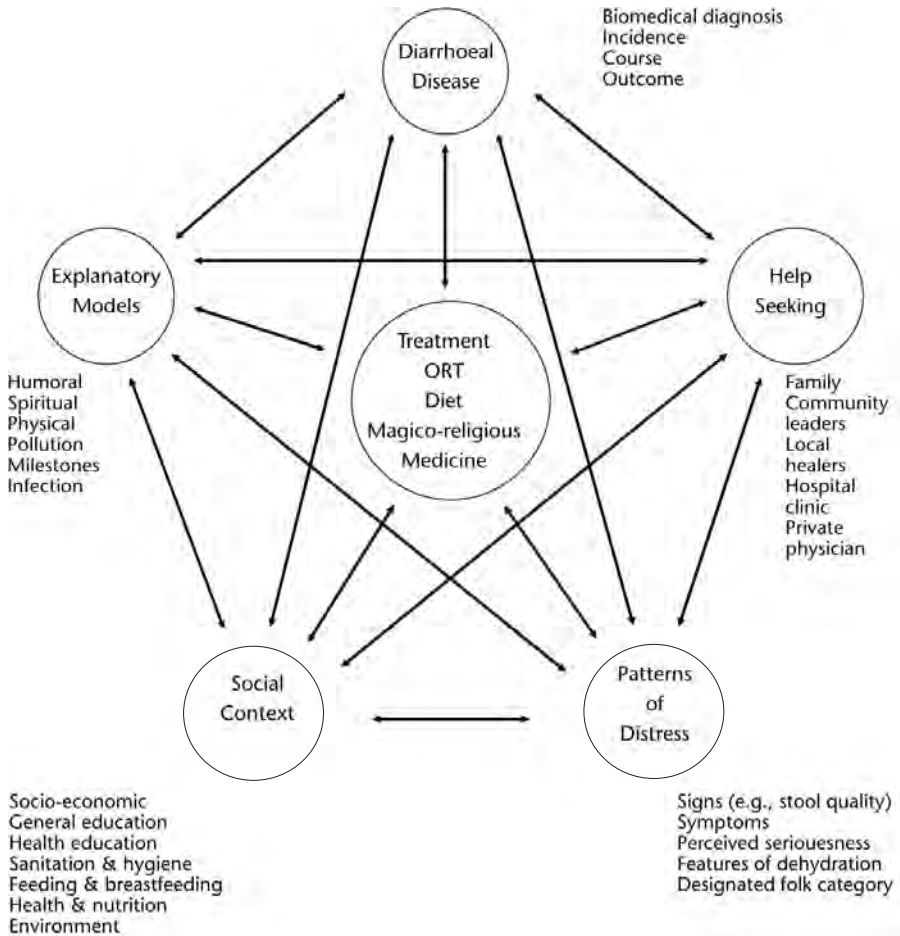 Diarrhoeal
Disease
Biomedical diagnosis
Incidence
Course
Outcome
Explanatory
Models
Humoral
Spiritual
Physical
Pollution
Milestones
Infection
Treatment
ORT
Diet
Magico-religious
Medicine
Help
Seeking
Family
Community
leaders
Local
healers
Hospital
clinic
Private
physician
Social
Context
Socio-economic
General education
Health education
Sanitation & hygiene
Feeding & breastfeeding
Health & nutrition
Environment
Patterns
of
Distress
Signs (e.g., stool quality)
Symptoms
Perceived seriouesness
Features of dehydration
Designated folk category